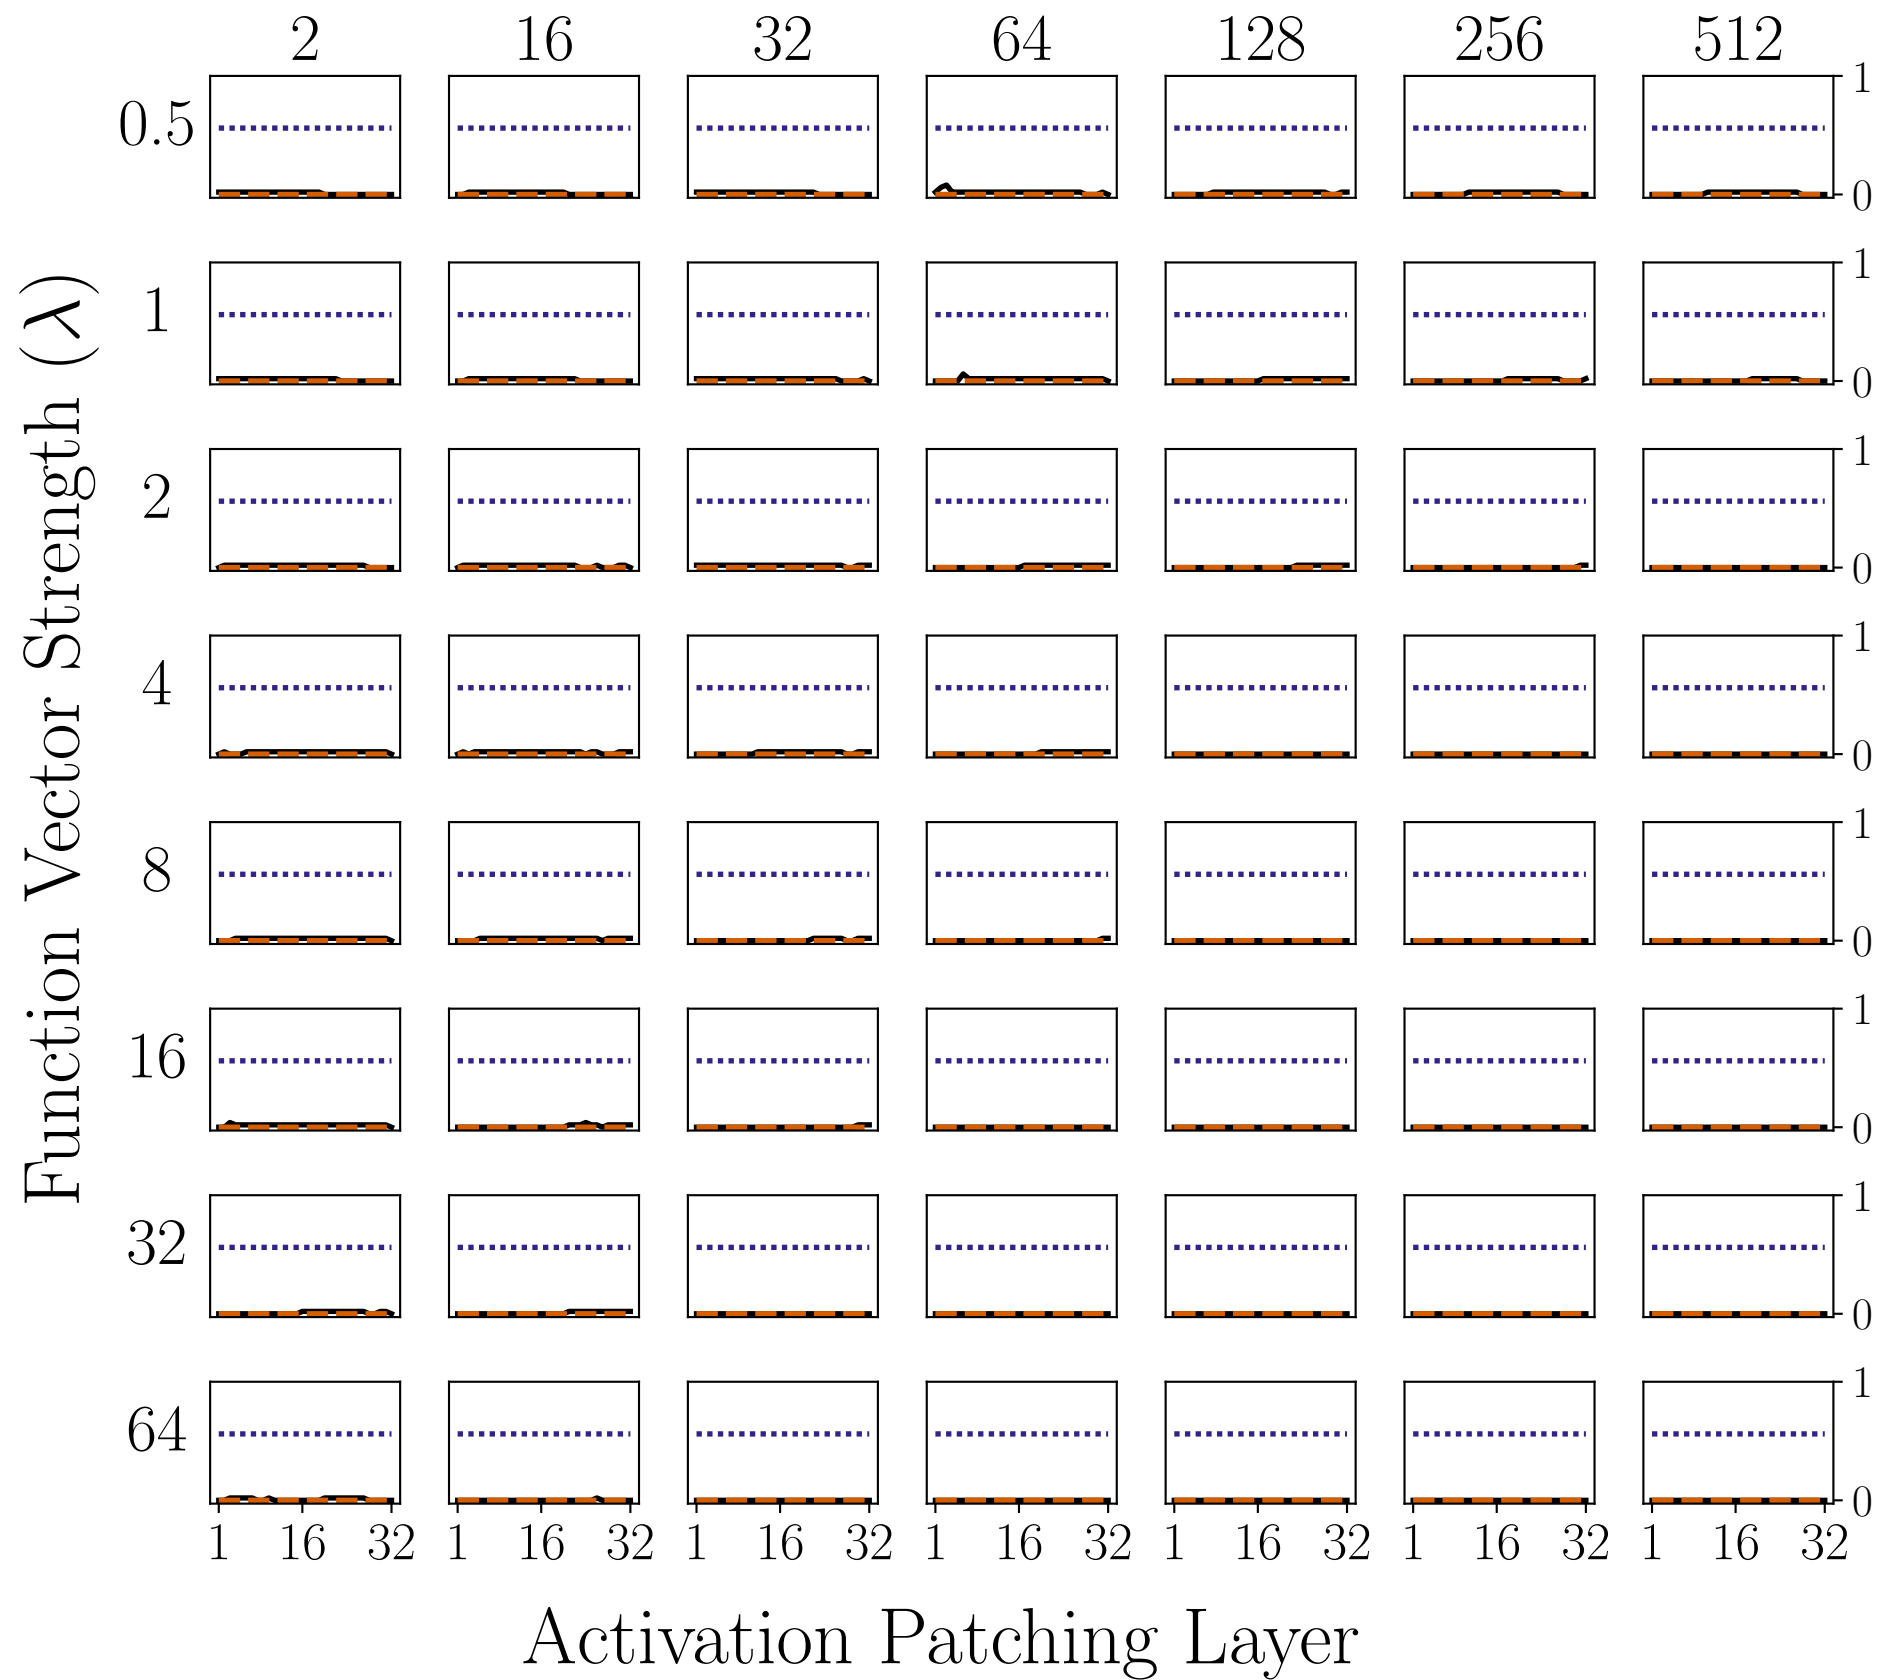 2 16 32 64 128 256 512
Function Vector Strength (λ)
0.5 1 0
1 1 0
2 1 0
4 1 0
8 1 0
16 1 0
32 1 0
64 1 0
1 16 32 1 16 32 1 16 32 1 16 32 1 16 32 1 16 32 1 16 32
Activation Patching Layer